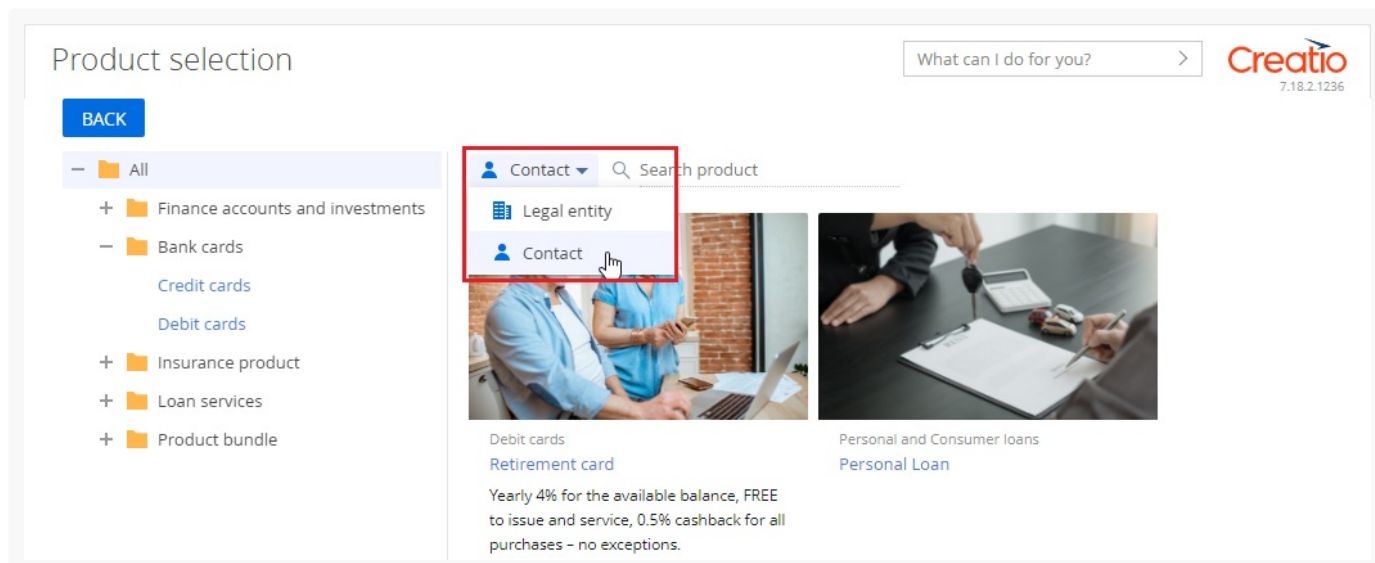 Product selection
What can I do for you?
Creatio
7.18.2.1236
BACK
All
Finance accounts and investments
Bank cards
Credit cards
Debit cards
Insurance product
Loan services
Product bundle
Contact
Search product
Legal entity
Contact
Debit cards
Retirement card
Yearly 4% for the available balance, FREE
to issue and service, 0.5% cashback for all
purchases – no exceptions.
Personal and Consumer loans
Personal Loan